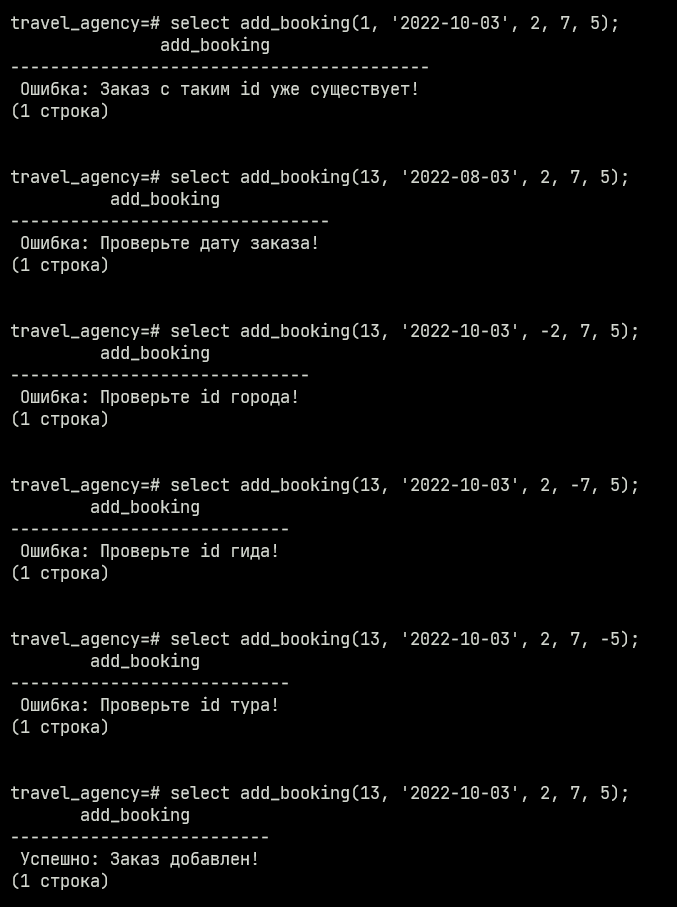 travel_agency=# select add_booking(1, '2022-10-03', 2, 7, 5);
add_booking
------------------------------------------
Ошибка: Заказ с таким id уже существует!
(1 строка)
travel_agency=# select add_booking(13, '2022-08-03', 2, 7, 5);
add_booking
--------------------------------
Ошибка: Проверьте дату заказа!
(1 строка)
travel_agency=# select add_booking(13, '2022-10-03', -2, 7, 5);
add_booking
------------------------------
Ошибка: Проверьте id города!
(1 строка)
travel_agency=# select add_booking(13, '2022-10-03', 2, -7, 5);
add_booking
----------------------------
Ошибка: Проверьте id гида!
(1 строка)
travel_agency=# select add_booking(13, '2022-10-03', 2, 7, -5);
add_booking
----------------------------
Ошибка: Проверьте id тура!
(1 строка)
travel_agency=# select add_booking(13, '2022-10-03', 2, 7, 5);
add_booking
--------------------------
Успешно: Заказ добавлен!
(1 строка)